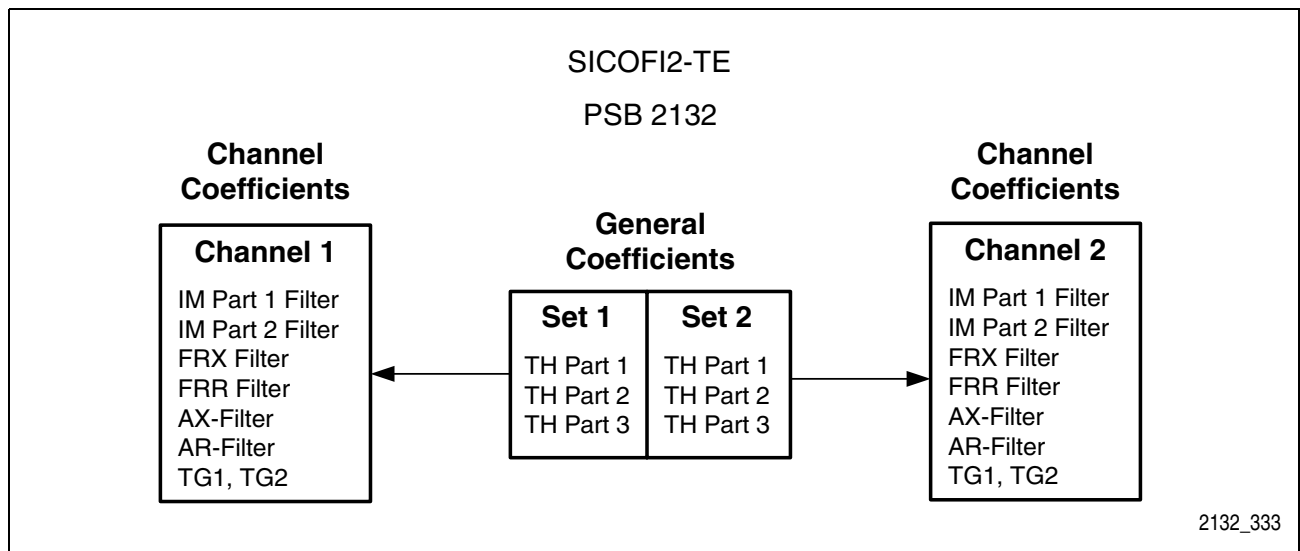 SICOFI2-TE
PSB 2132
Channel
Coefficients
Channel 1
IM Part 1 Filter
IM Part 2 Filter
FRX Filter
FRR Filter
AX-Filter
AR-Filter
TG1, TG2
General
Coefficients
Set 1
TH Part 1
TH Part 2
TH Part 3
Set 2
TH Part 1
TH Part 2
TH Part 3
Channel
Coefficients
Channel 2
IM Part 1 Filter
IM Part 2 Filter
FRX Filter
FRR Filter
AX-Filter
AR-Filter
TG1, TG2
2132_333